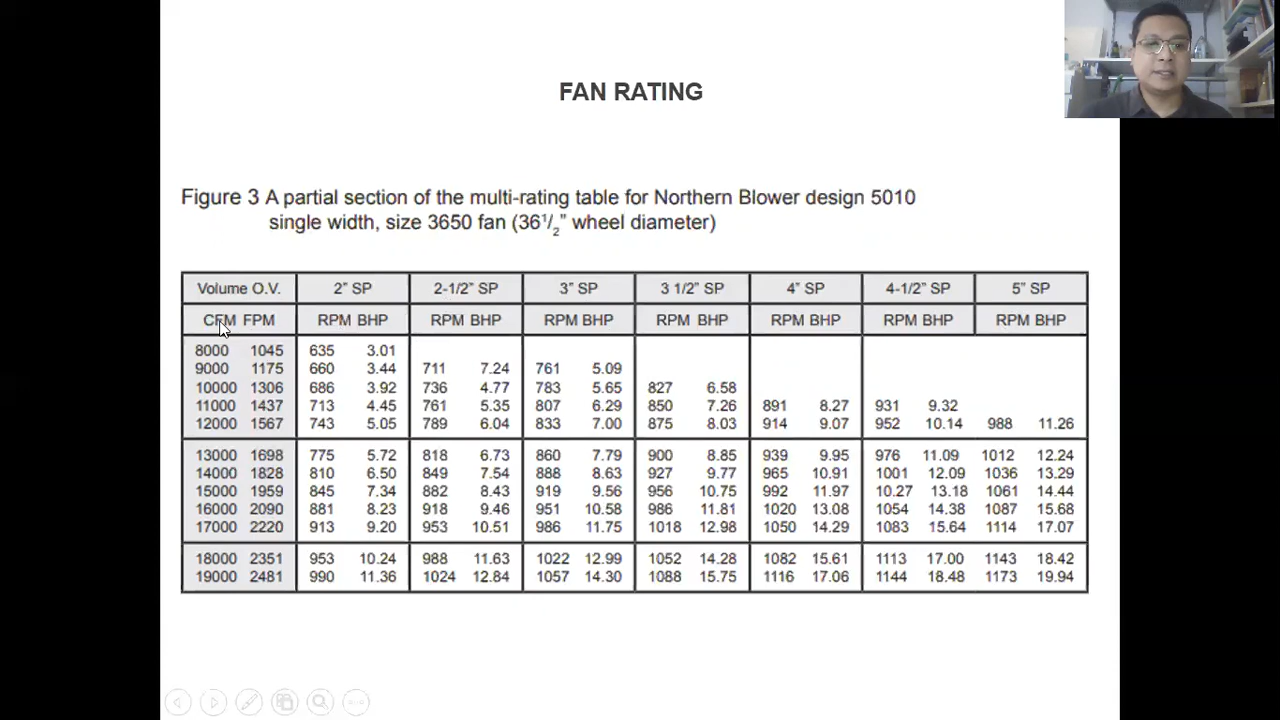 FAN RATING
Figure 3 A partial section of the multi-rating table for Northern Blower design 5010
single width, size 3650 fan (36 1/2" wheel diameter)
Volume O.V. 2" SP 2-1/2" SP 3" SP 3 1/2" SP 4" SP 4-1/2" SP 5" SP
CFM FPM RPM BHP RPM BHP RPM BHP RPM BHP RPM BHP RPM BHP RPM BHP
8000 1045 635 3.01
9000 1175 660 3.44 711 7.24 761 5.09
10000 1306 686 3.92 736 4.77 783 5.65 827 6.58
11000 1437 713 4.45 761 5.35 807 6.29 850 7.26 891 8.27 931 9.32
12000 1567 743 5.05 789 6.04 833 7.00 875 8.03 914 9.07 952 10.14 988 11.26
13000 1698 775 5.72 818 6.73 860 7.79 900 8.85 939 9.95 976 11.09 1012 12.24
14000 1828 810 6.50 849 7.54 888 8.63 927 9.77 965 10.91 1001 12.09 1036 13.29
15000 1959 845 7.34 882 8.43 919 9.56 956 10.75 992 11.97 10.27 13.18 1061 14.44
16000 2090 881 8.23 918 9.46 951 10.58 986 11.81 1020 13.08 1054 14.38 1087 15.68
17000 2220 913 9.20 953 10.51 986 11.75 1018 12.98 1050 14.29 1083 15.64 1114 17.07
18000 2351 953 10.24 988 11.63 1022 12.99 1052 14.28 1082 15.61 1113 17.00 1143 18.42
19000 2481 990 11.36 1024 12.84 1057 14.30 1088 15.75 1116 17.06 1144 18.48 1173 19.94